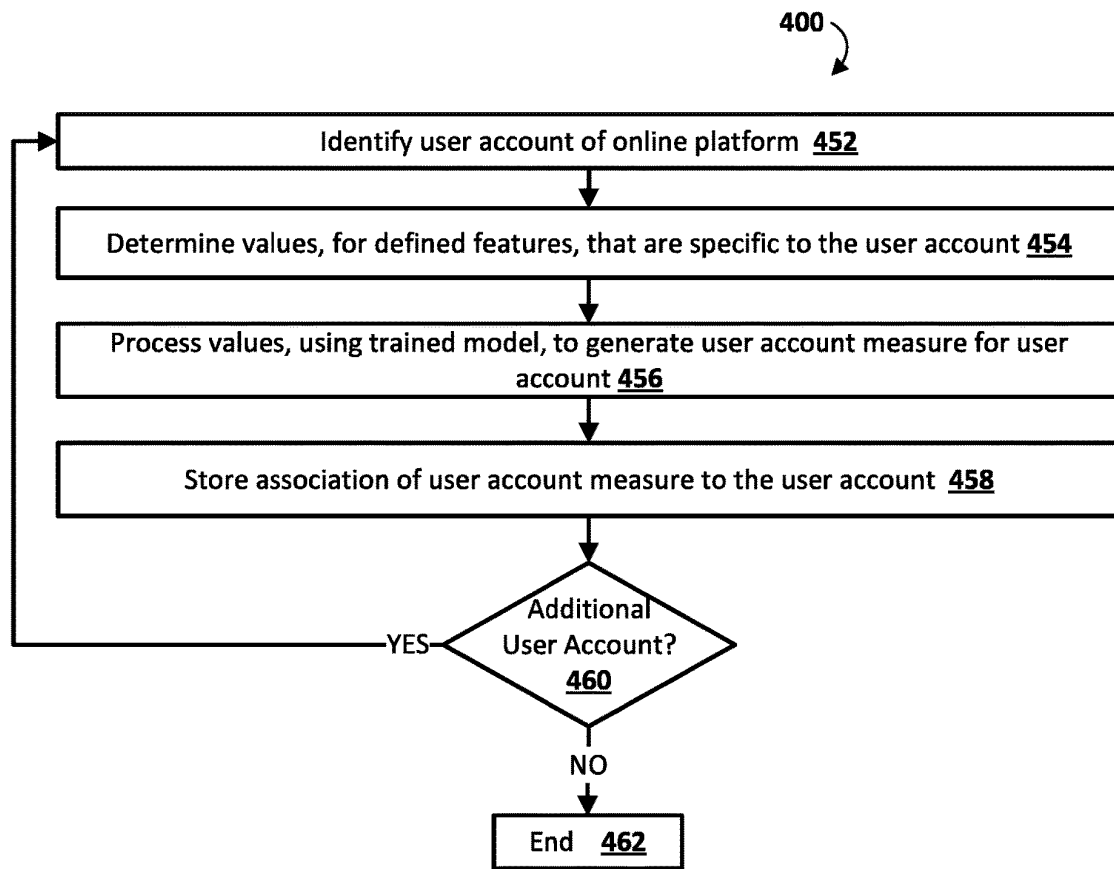 400
Identify user account of online platform 452
Determine values, for defined features, that are specific to the user account 454
Process values, using trained model, to generate user account measure for user
account 456
Store association of user account measure to the user account 458
Additional
User Account?
460
YES
NO
End 462